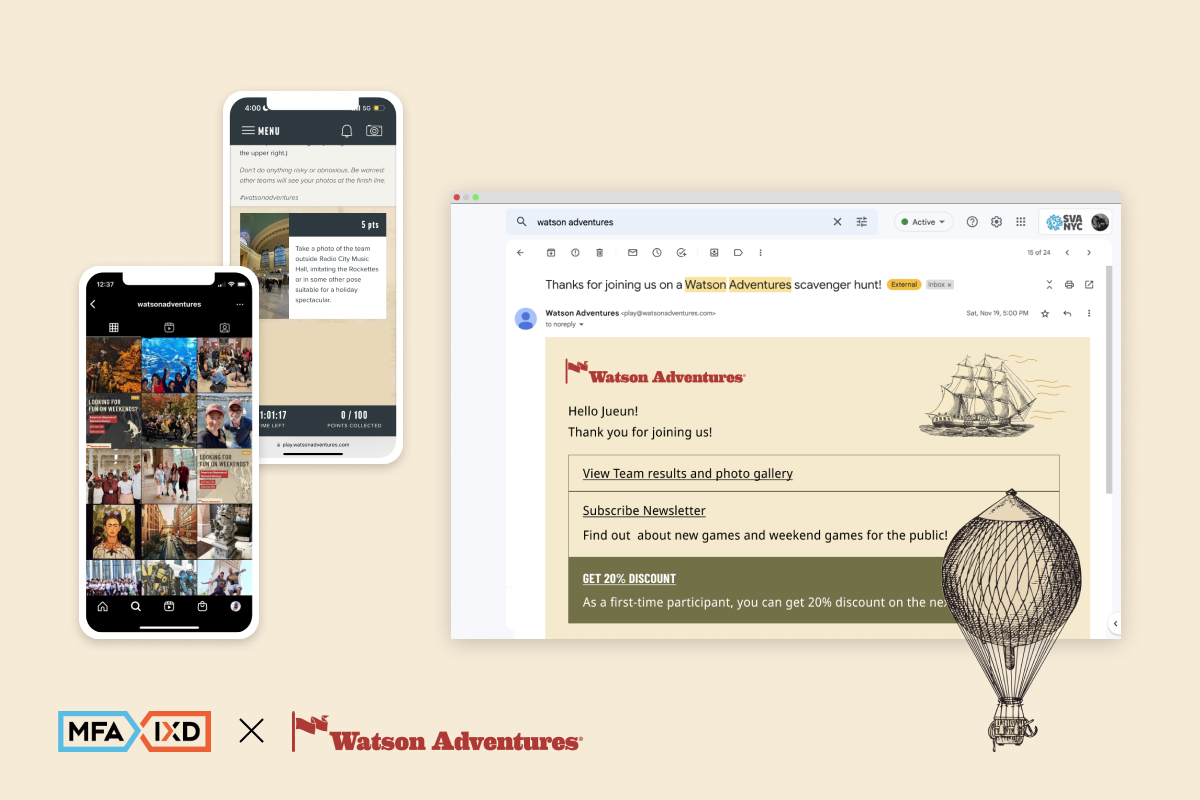 4:00
5G
MENU
the upper right.)
Don't do anything risky or obnoxious. Be warned:
other teams will see your photos at the finish line.
#watsonadventures
5 pts
Take a photo of the team
outside Radio City Music
Hall, imitating the Rockettes
or in some other pose
suitable for a holiday
spectacular.
1:01:17
0 / 100
ME LEFT
POINTS COLLECTED
play.watsonadventures.com
12:37
watsonadventures
LOOKING FOR
FUN ON WEEKENDS?
LOOKING FOR
FUN ON WEEKENDS?
watson adventures
Active
SVA
NYC
15 of 24
Thanks for joining us on a Watson Adventures scavenger hunt!
External
Inbox x
Watson Adventures <play@watsonadventures.com>
Sat, Nov 19, 5:00 PM
to noreply
Watson Adventures®
Hello Jueun!
Thank you for joining us!
View Team results and photo gallery
Subscribe Newsletter
Find out about new games and weekend games for the public!
GET 20% DISCOUNT
As a first-time participant, you can get 20% discount on the
MFA IXD X Watson Adventures®